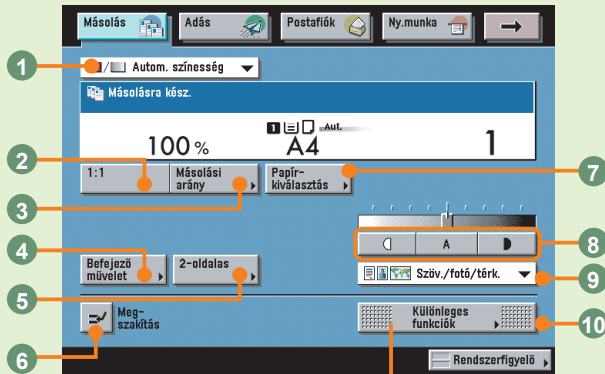 Másolás Adás Postafiók Ny.munka
1 Autom. színesség
Másolásra kész.
1 Aut.
100 % A4 1
2 1:1 Másolási arány Papír-kiválasztás 7
3
8
A
4 Befejező művelet 2-oldalas
5
Szöv./fotó/térk. 9
Meg-
szakítás
Különleges
funkciók 10
6
Rendszerfigyelő